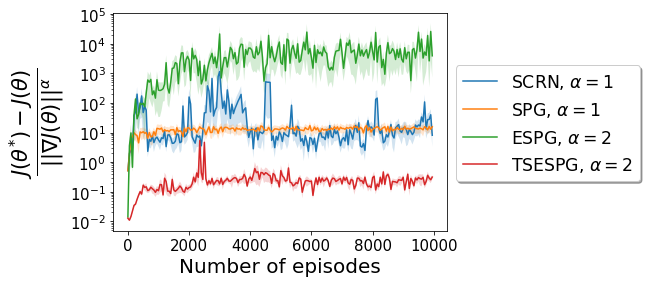 J(θ*) − J(θ)
||∇J(θ)||^α
10^5
10^4
10^3
10^2
10^1
10^0
10^−1
10^−2
0 2000 4000 6000 8000 10000
Number of episodes
SCRN, α = 1
SPG, α = 1
ESPG, α = 2
TSESPG, α = 2